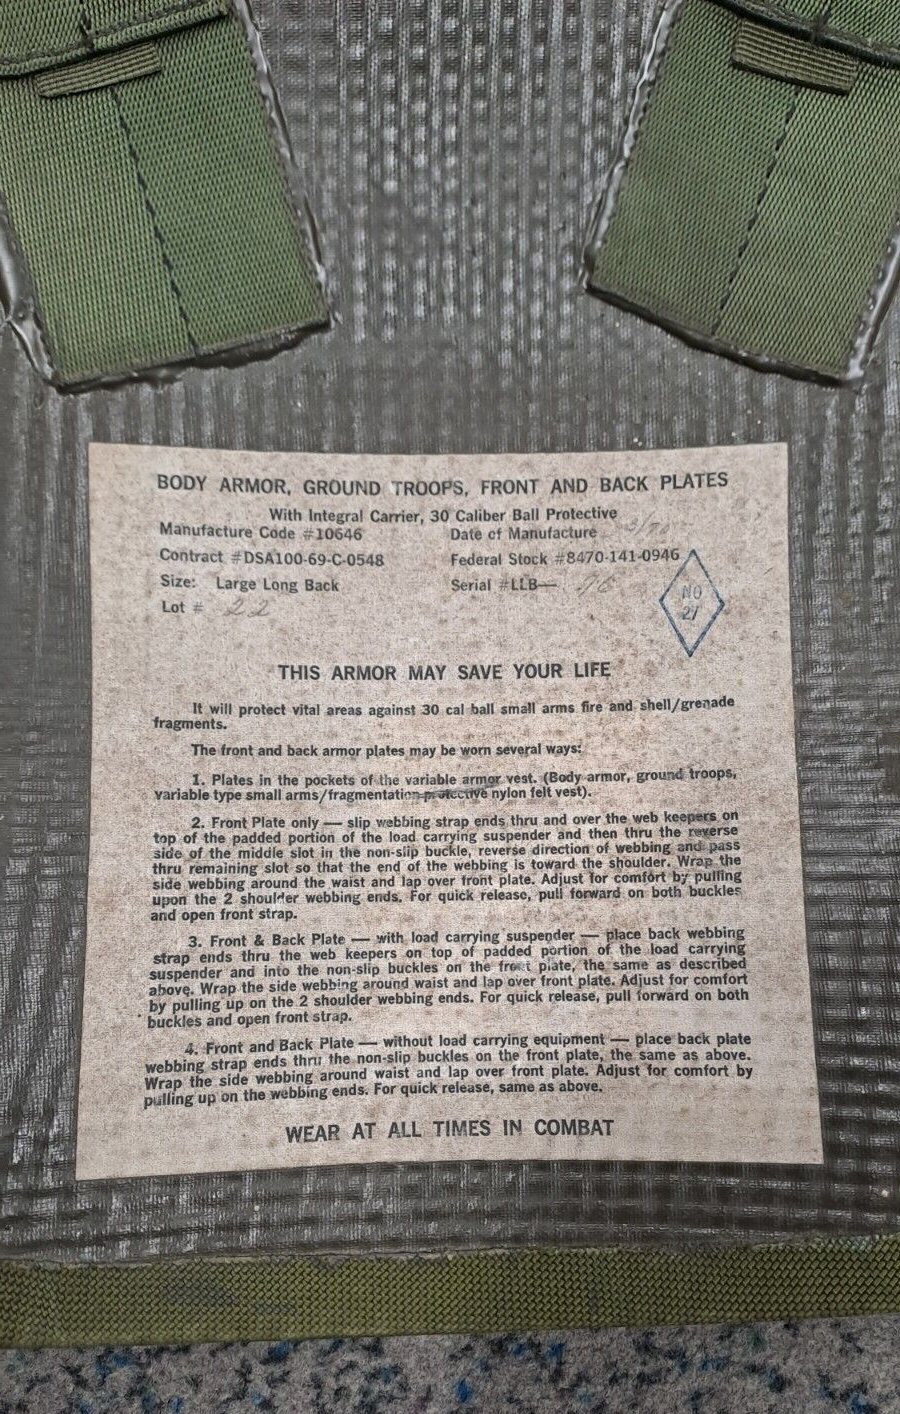 BODY ARMOR, GROUND TROOPS, FRONT AND BACK PLATES
With Integral Carrier, 30 Caliber Ball Protective
Manufacture Code #10646 Date of Manufacture 3/70
Contract #DSA100-69-C-0548 Federal Stock #8470-141-0946
Size: Large Long Back Serial #LLB—
Lot # 22
NO
21
THIS ARMOR MAY SAVE YOUR LIFE
It will protect vital areas against 30 cal ball small arms fire and shell/grenade
fragments.
The front and back armor plates may be worn several ways:
1. Plates in the pockets of the variable armor vest. (Body armor, ground troops,
variable type small arms/fragmentation protective nylon felt vest).
2. Front Plate only — slip webbing strap ends thru and over the web keepers on
top of the padded portion of the load carrying suspender and then thru the reverse
side of the middle slot in the non-slip buckle, reverse direction of webbing and pass
thru remaining slot so that the end of the webbing is toward the shoulder. Wrap the
side webbing around the waist and lap over front plate. Adjust for comfort by pulling
upon the 2 shoulder webbing ends. For quick release, pull forward on both buckles
and open front strap.
3. Front & Back Plate — with load carrying suspender — place back webbing
strap ends thru the web keepers on top of padded portion of the load carrying
suspender and into the non-slip buckles on the front plate, the same as described
above. Wrap the side webbing around waist and lap over front plate. Adjust for comfort
by pulling up on the 2 shoulder webbing ends. For quick release, pull forward on both
buckles and open front strap.
4. Front and Back Plate — without load carrying equipment — place back plate
webbing strap ends thru the non-slip buckles on the front plate, the same as above.
Wrap the side webbing around waist and lap over front plate. Adjust for comfort by
pulling up on the webbing ends. For quick release, same as above.
WEAR AT ALL TIMES IN COMBAT